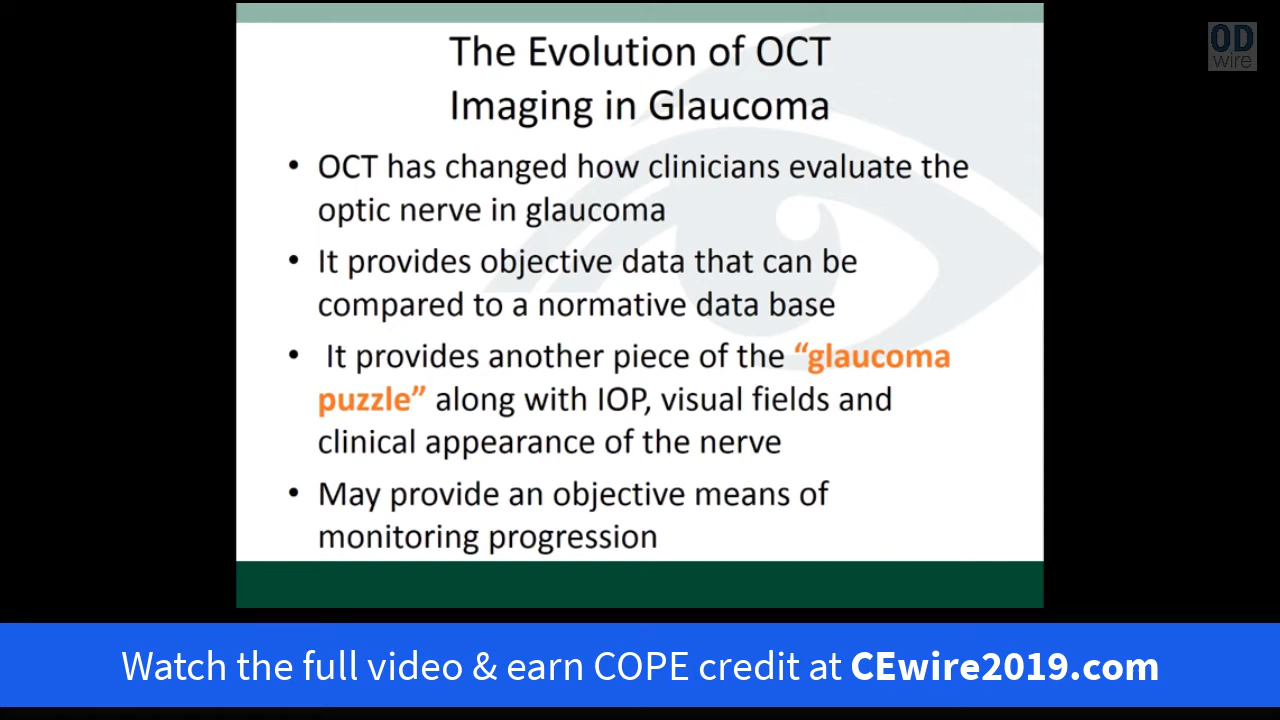 OD
wire
The Evolution of OCT
Imaging in Glaucoma
• OCT has changed how clinicians evaluate the
optic nerve in glaucoma
• It provides objective data that can be
compared to a normative data base
• It provides another piece of the “glaucoma
puzzle” along with IOP, visual fields and
clinical appearance of the nerve
• May provide an objective means of
monitoring progression
Watch the full video & earn COPE credit at CEwire2019.com